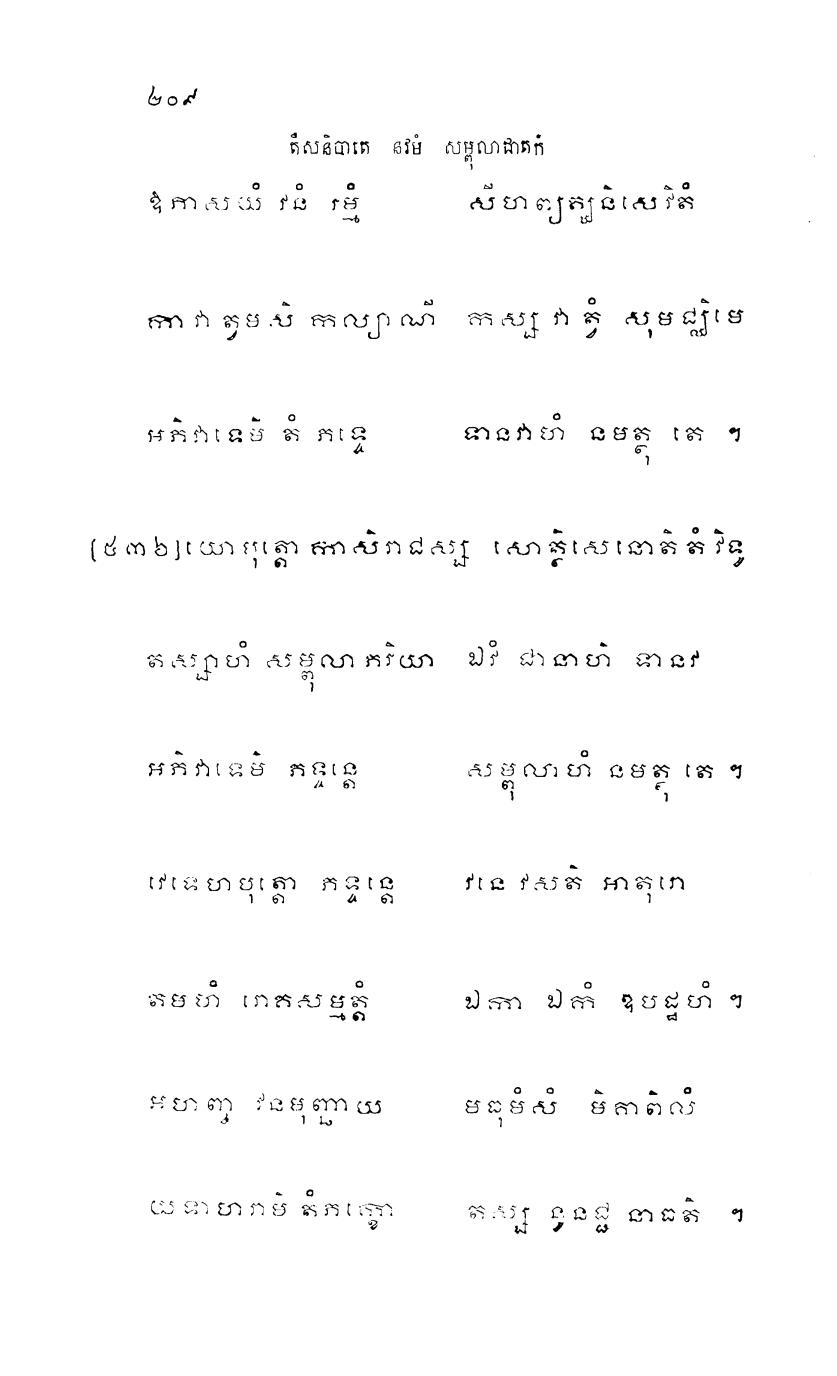 ២០៩
តឹសនិបាតេ នវមំ សម្ពុលាជាតកំ
ឱភាសយំ វនំ រម្មំ សីហព្យគ្ឃនិសេវិតំ
កា វា ត្វមសិ កល្យាណី កស្ស វា ត្វំ សុមជ្ឈិមេ
អភិវាទេមិ តំ ភទ្ទេ ទានវាហំ នមត្ថុ តេ ។
[៥៣៦] យោ បុត្តោ កាសិរាជស្ស សោត្ថិសេនោតិ តំ វិទូ
តស្សាហំ សម្ពុលា ភរិយា ឯវំ ជានាហិ ទានវ
អភិវាទេមិ ភទ្ទន្តេ សម្ពុលាហំ នមត្ថុ តេ ។
វេទេហបុត្តោ ភទ្ទន្តេ វនេ វសតិ អាតុរោ
តមហំ រោគសម្មត្តំ ឯកា ឯកំ ឧបដ្ឋហំ ។
អហញ្ច វនមុញ្ឆាយ មធុមំសំ មិគាពិលំ
យទាហរាមិ តំភក្ខោ តស្ស នូនជ្ជ នាធតិ ។